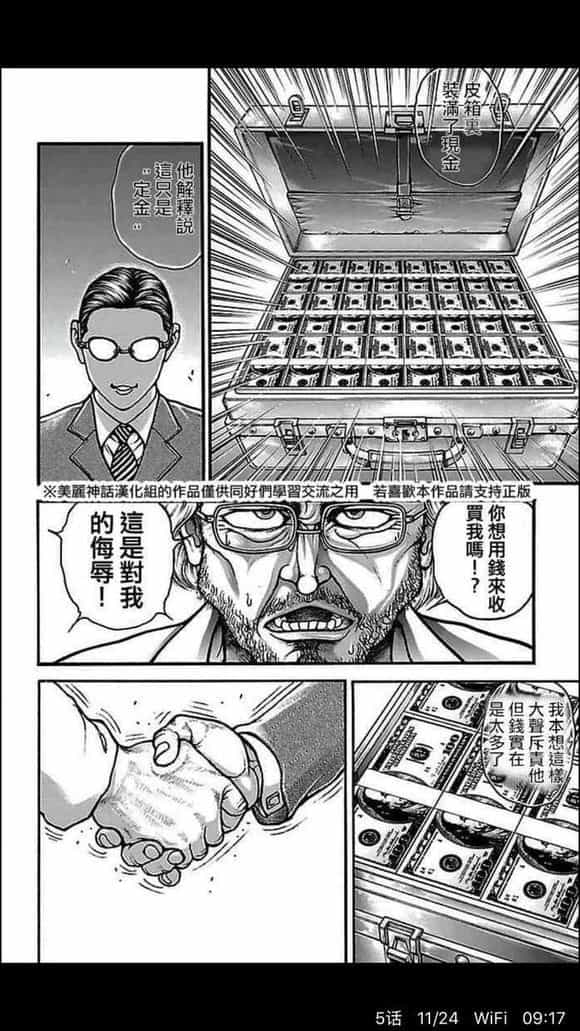 皮箱裏
裝滿了現金
他解釋說
這只是
"定金"
※美麗神話漢化組的作品僅供同好們學習交流之用 若喜歡本作品請支持正版
你想用錢來收
買我嗎！？
這是對我
的侮辱！
我本想這樣
大聲斥責他
但錢實在
是太多了
5话 11/24 WiFi 09:17